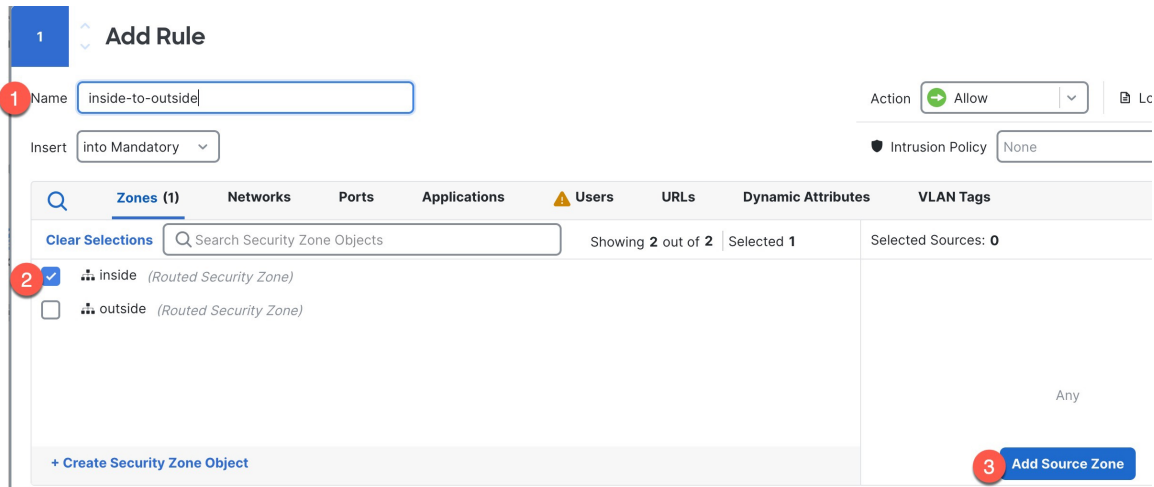 1 Add Rule
1 Name inside-to-outside Action Allow Lo
Insert into Mandatory Intrusion Policy None
Zones (1) Networks Ports Applications Users URLs Dynamic Attributes VLAN Tags
Clear Selections Search Security Zone Objects Showing 2 out of 2 Selected 1 Selected Sources: 0
2 inside (Routed Security Zone)
outside (Routed Security Zone)
Any
+ Create Security Zone Object 3 Add Source Zone